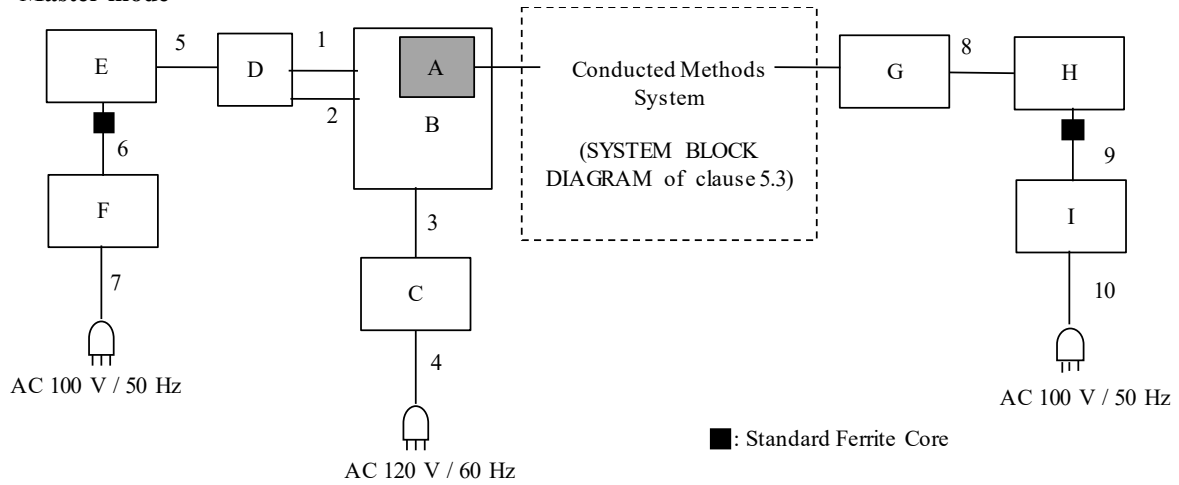 Master mode
E
5
D
1
2
A
B
Conducted Methods
System
(SYSTEM BLOCK
DIAGRAM of clause 5.3)
G
8
H
6
F
7
AC 100 V / 50 Hz
3
C
4
AC 120 V / 60 Hz
9
I
10
AC 100 V / 50 Hz
: Standard Ferrite Core